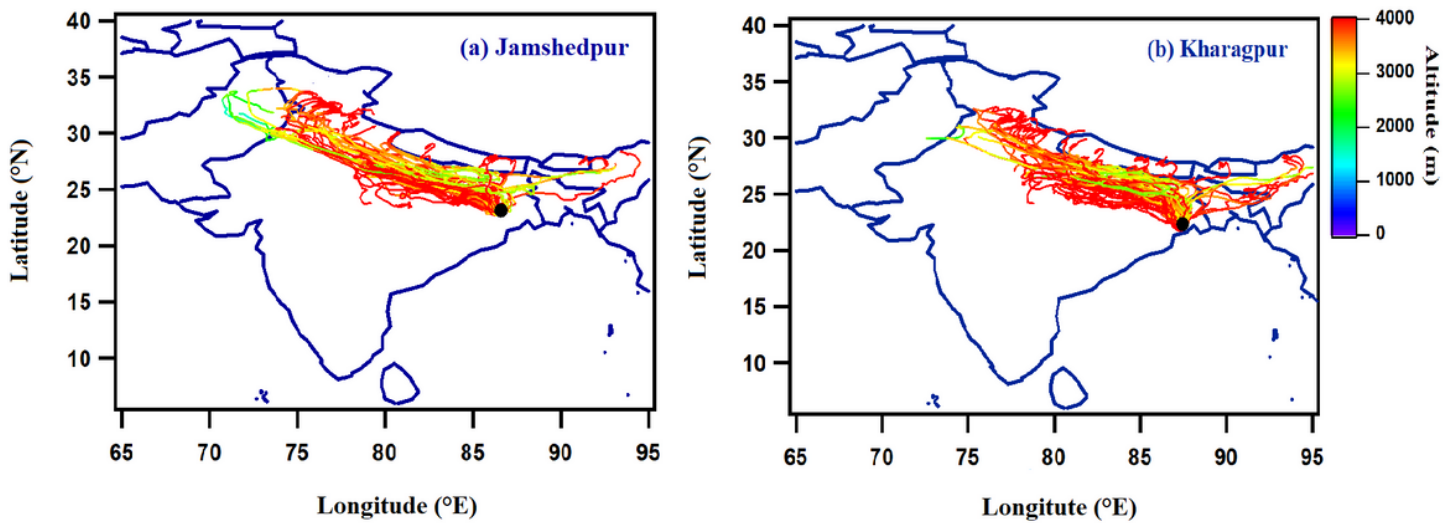 (a) Jamshedpur
40
35
30
25
20
15
10
65 70 75 80 85 90 95
Latitude (°N)
Longitude (°E)
(b) Kharagpur
40
35
30
25
20
15
10
65 70 75 80 85 90 95
Latitude (°N)
Longitute (°E)
4000
3000
2000
1000
0
Altitude (m)